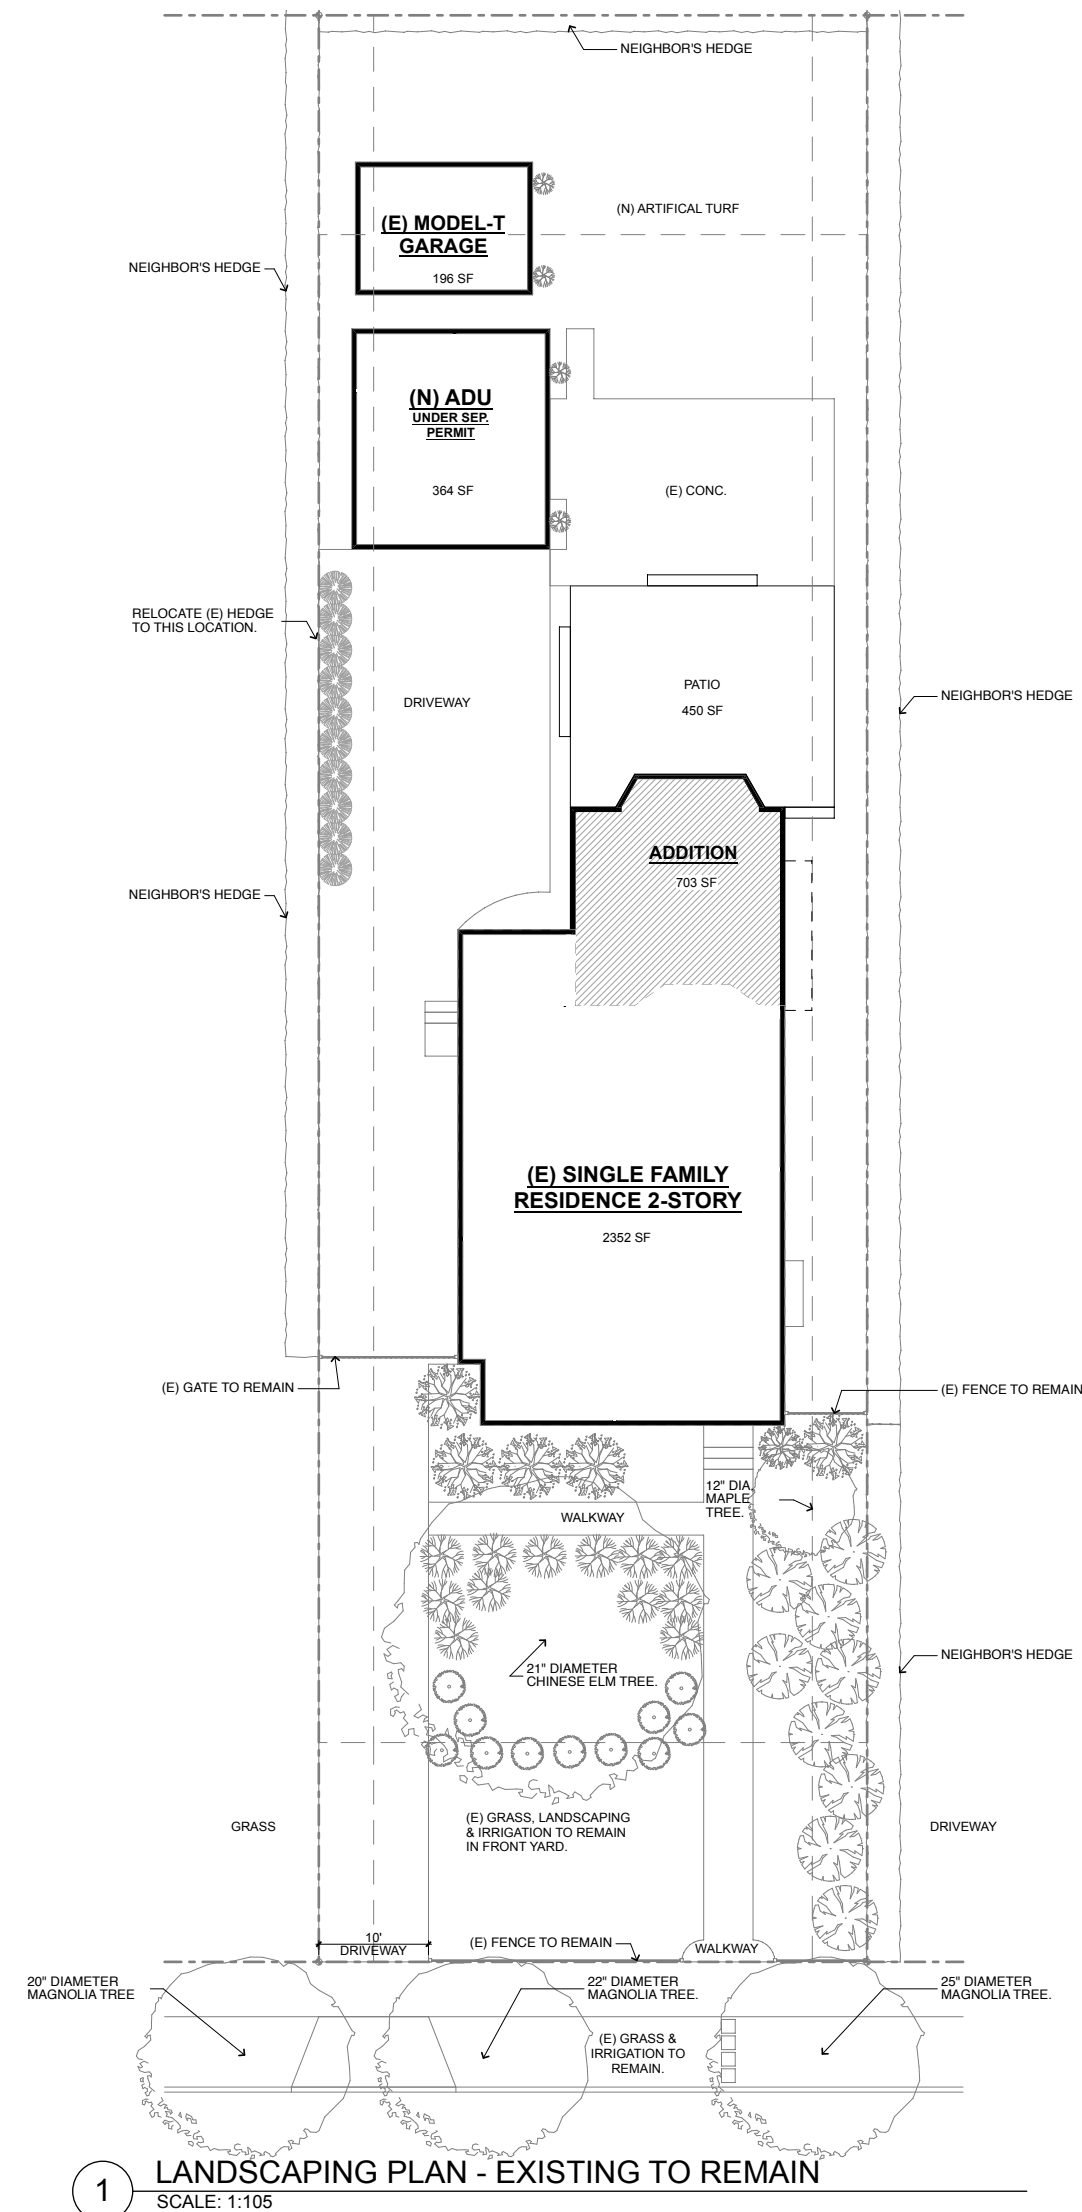 NEIGHBOR'S HEDGE
(N) ARTIFICAL TURF
(E) MODEL-T
GARAGE
196 SF
NEIGHBOR'S HEDGE
(N) ADU
UNDER SEP.
PERMIT
364 SF
(E) CONC.
RELOCATE (E) HEDGE
TO THIS LOCATION.
DRIVEWAY
PATIO
450 SF
NEIGHBOR'S HEDGE
ADDITION
703 SF
NEIGHBOR'S HEDGE
(E) SINGLE FAMILY
RESIDENCE 2-STORY
2352 SF
(E) GATE TO REMAIN
(E) FENCE TO REMAIN
12" DIA.
MAPLE
TREE.
WALKWAY
21" DIAMETER
CHINESE ELM TREE.
NEIGHBOR'S HEDGE
GRASS
(E) GRASS, LANDSCAPING
& IRRIGATION TO REMAIN
IN FRONT YARD.
DRIVEWAY
10'
DRIVEWAY
(E) FENCE TO REMAIN
WALKWAY
20" DIAMETER
MAGNOLIA TREE
22" DIAMETER
MAGNOLIA TREE.
25" DIAMETER
MAGNOLIA TREE.
(E) GRASS &
IRRIGATION TO
REMAIN.
1
LANDSCAPING PLAN - EXISTING TO REMAIN
SCALE: 1:105